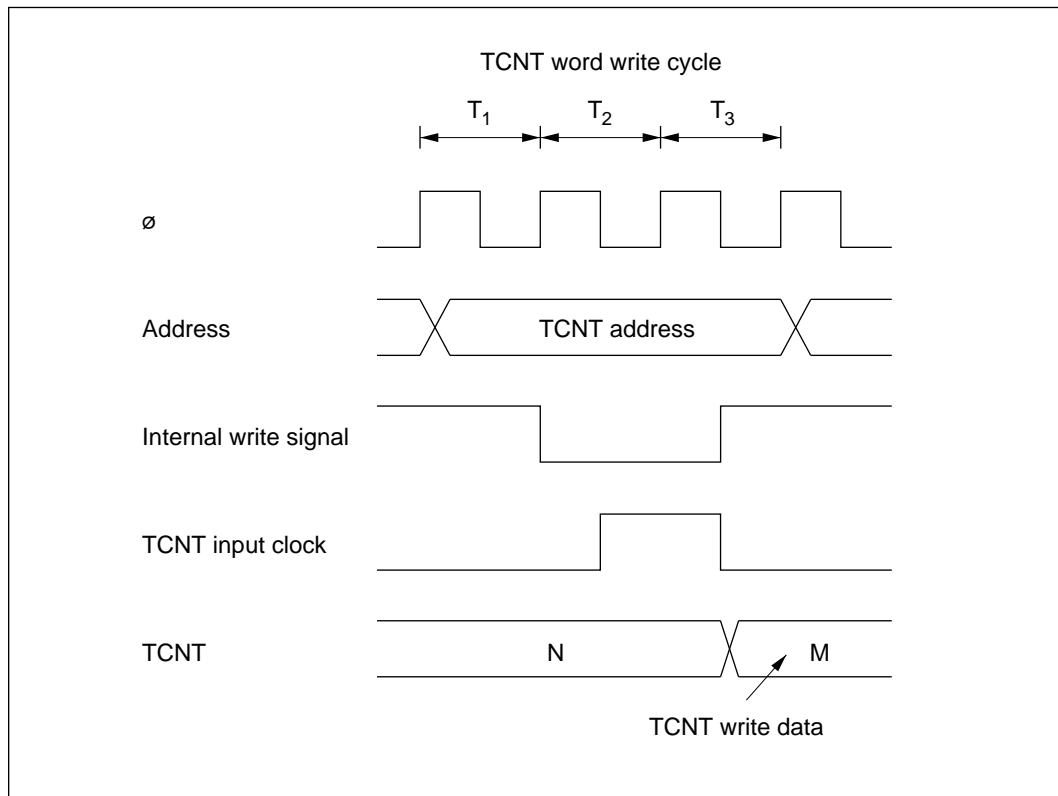 TCNT word write cycle
T1 T2 T3
ø
Address
TCNT address
Internal write signal
TCNT input clock
TCNT
N
M
TCNT write data